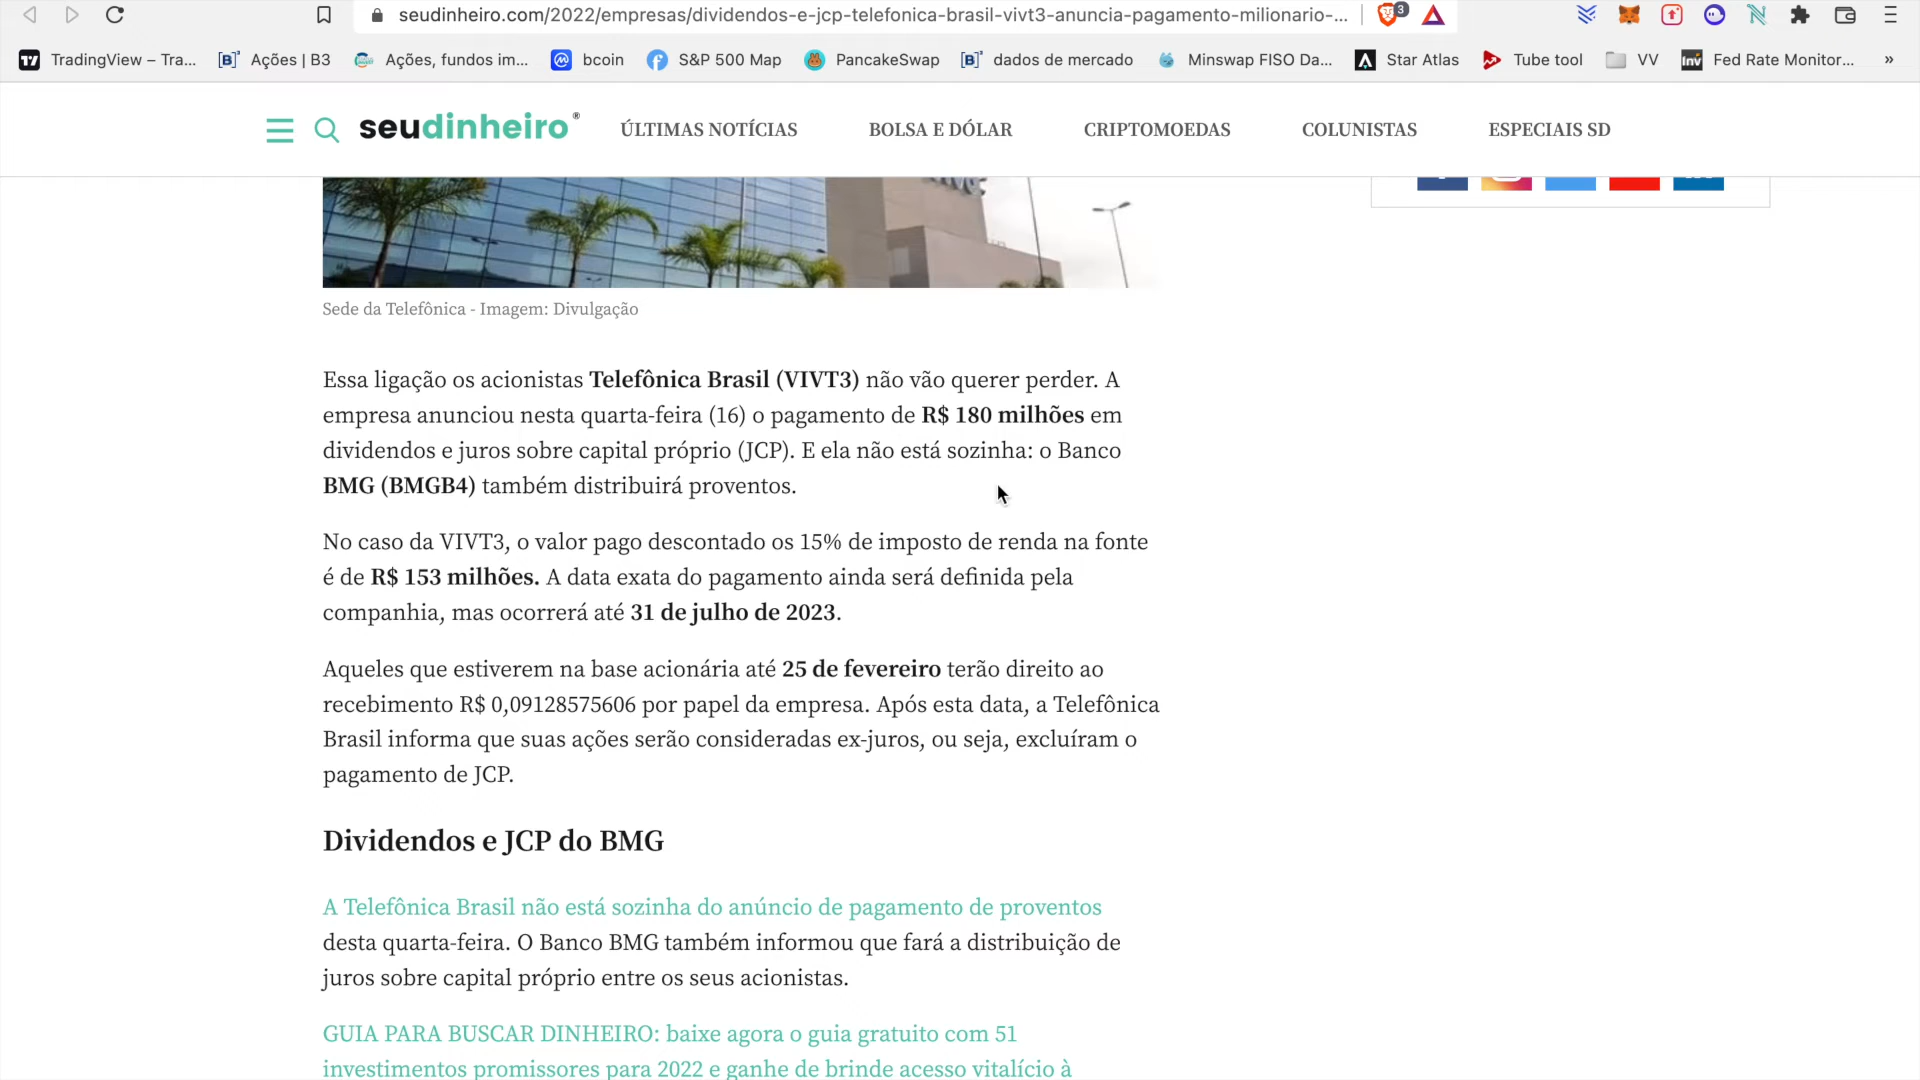 seudinheiro.com/2022/empresas/dividendos-e-jcp-telefonica-brasil-vivt3-anuncia-pagamento-milionario-...
3
TradingView – Tra...
Ações | B3
Ações, fundos im...
bcoin
S&P 500 Map
PancakeSwap
dados de mercado
Minswap FISO Da...
Star Atlas
Tube tool
VV
Inv
Fed Rate Monitor...
»
seudinheiro®
ÚLTIMAS NOTÍCIAS
BOLSA E DÓLAR
CRIPTOMOEDAS
COLUNISTAS
ESPECIAIS SD
Sede da Telefônica - Imagem: Divulgação
Essa ligação os acionistas Telefônica Brasil (VIVT3) não vão querer perder. A
empresa anunciou nesta quarta-feira (16) o pagamento de R$ 180 milhões em
dividendos e juros sobre capital próprio (JCP). E ela não está sozinha: o Banco
BMG (BMGB4) também distribuirá proventos.
No caso da VIVT3, o valor pago descontado os 15% de imposto de renda na fonte
é de R$ 153 milhões. A data exata do pagamento ainda será definida pela
companhia, mas ocorrerá até 31 de julho de 2023.
Aqueles que estiverem na base acionária até 25 de fevereiro terão direito ao
recebimento R$ 0,09128575606 por papel da empresa. Após esta data, a Telefônica
Brasil informa que suas ações serão consideradas ex-juros, ou seja, excluíram o
pagamento de JCP.
Dividendos e JCP do BMG
A Telefônica Brasil não está sozinha do anúncio de pagamento de proventos
desta quarta-feira. O Banco BMG também informou que fará a distribuição de
juros sobre capital próprio entre os seus acionistas.
GUIA PARA BUSCAR DINHEIRO: baixe agora o guia gratuito com 51
investimentos promissores para 2022 e ganhe de brinde acesso vitalício à